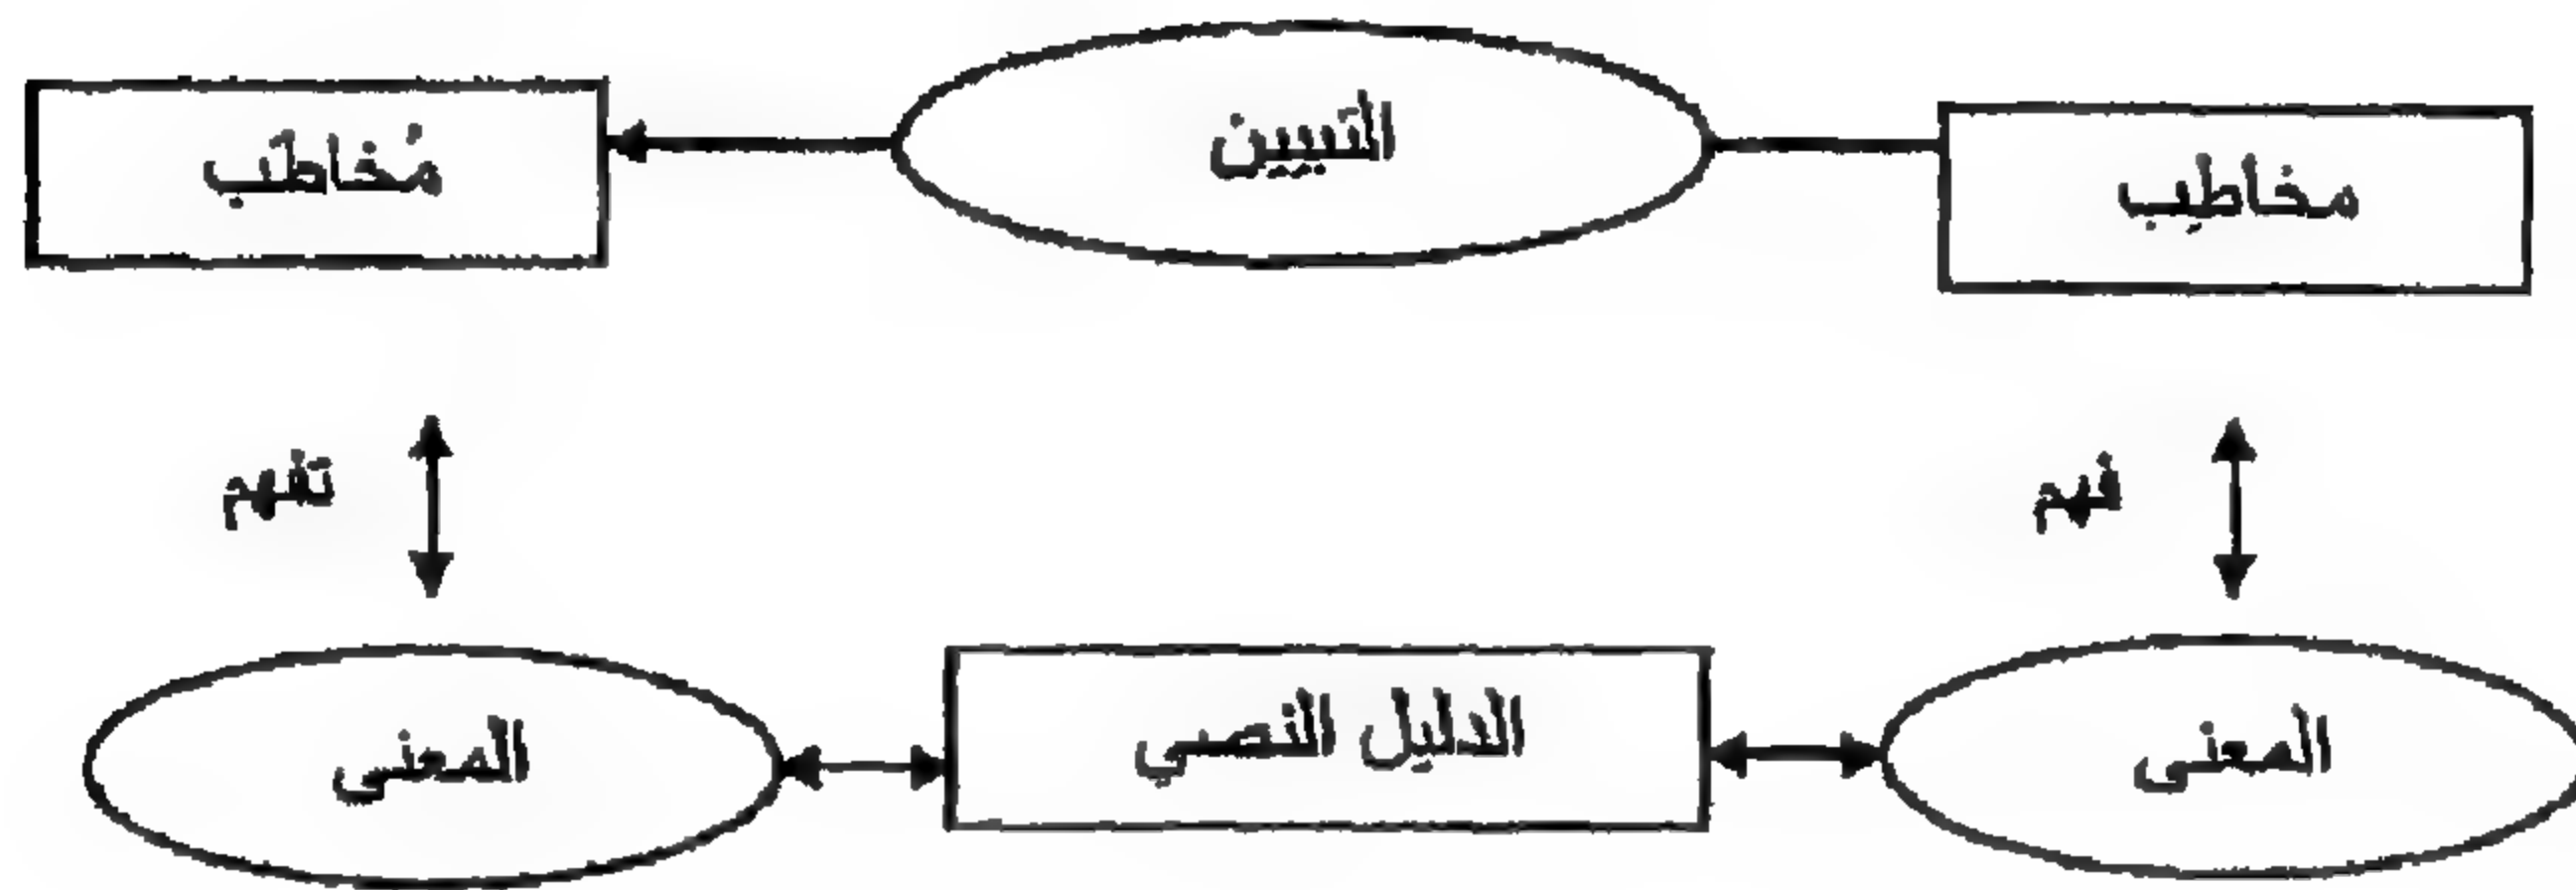 مخاطِب
التبيين
مُخاطَب
فهم
تفهم
المعنى
الدليل النصي
المعنى